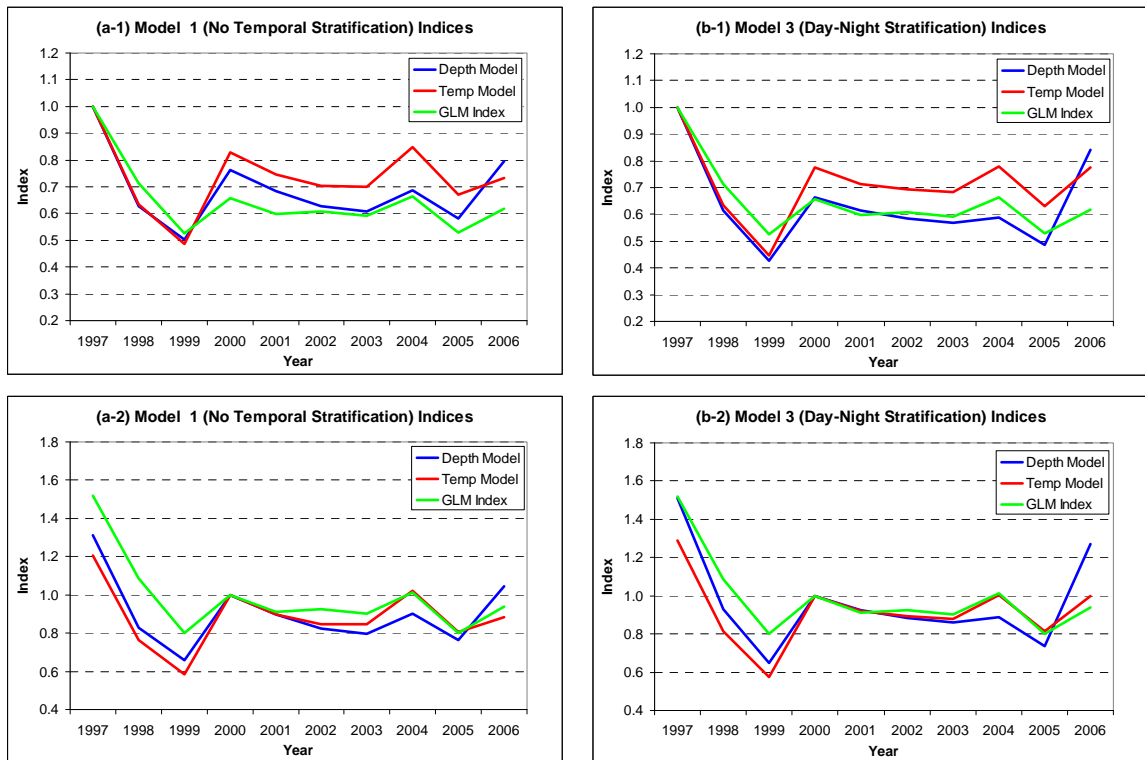 (a-1) Model 1 (No Temporal Stratification) Indices
1.2
1.1
1.0
0.9
0.8
0.7
0.6
0.5
0.4
0.3
0.2
Index
Depth Model
Temp Model
GLM Index
1997 1998 1999 2000 2001 2002 2003 2004 2005 2006
Year
(b-1) Model 3 (Day-Night Stratification) Indices
1.2
1.1
1.0
0.9
0.8
0.7
0.6
0.5
0.4
0.3
0.2
Index
Depth Model
Temp Model
GLM Index
1997 1998 1999 2000 2001 2002 2003 2004 2005 2006
Year
(a-2) Model 1 (No Temporal Stratification) Indices
1.8
1.6
1.4
1.2
1.0
0.8
0.6
0.4
Index
Depth Model
Temp Model
GLM Index
1997 1998 1999 2000 2001 2002 2003 2004 2005 2006
Year
(b-2) Model 3 (Day-Night Stratification) Indices
1.8
1.6
1.4
1.2
1.0
0.8
0.6
0.4
Index
Depth Model
Temp Model
GLM Index
1997 1998 1999 2000 2001 2002 2003 2004 2005 2006
Year